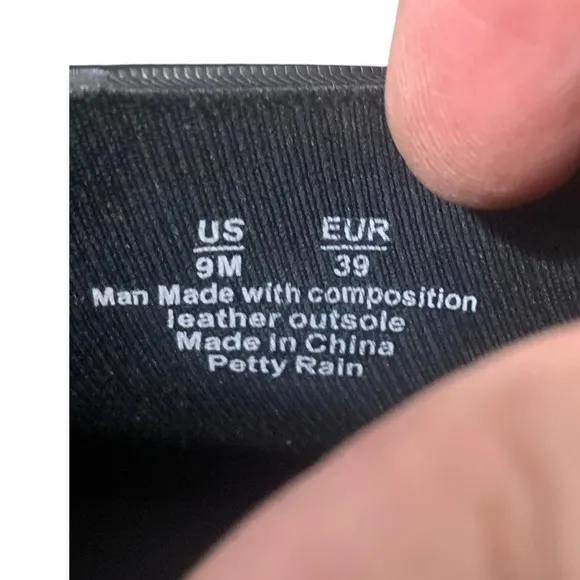 US EUR
9M 39
Man Made with composition
leather outsole
Made in China
Petty Rain